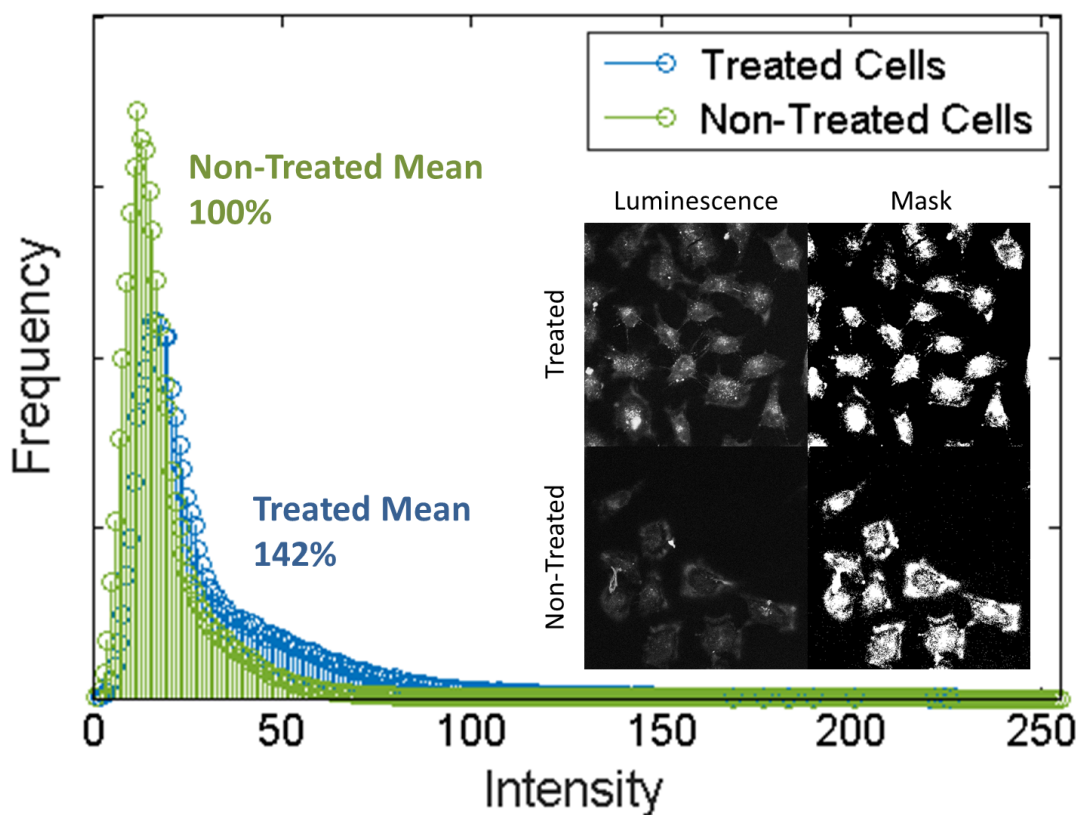 Treated Cells
Non-Treated Cells
Non-Treated Mean
100%
Luminescence
Mask
Treated
Non-Treated
Treated Mean
142%
Frequency
0
50
100
150
200
250
Intensity